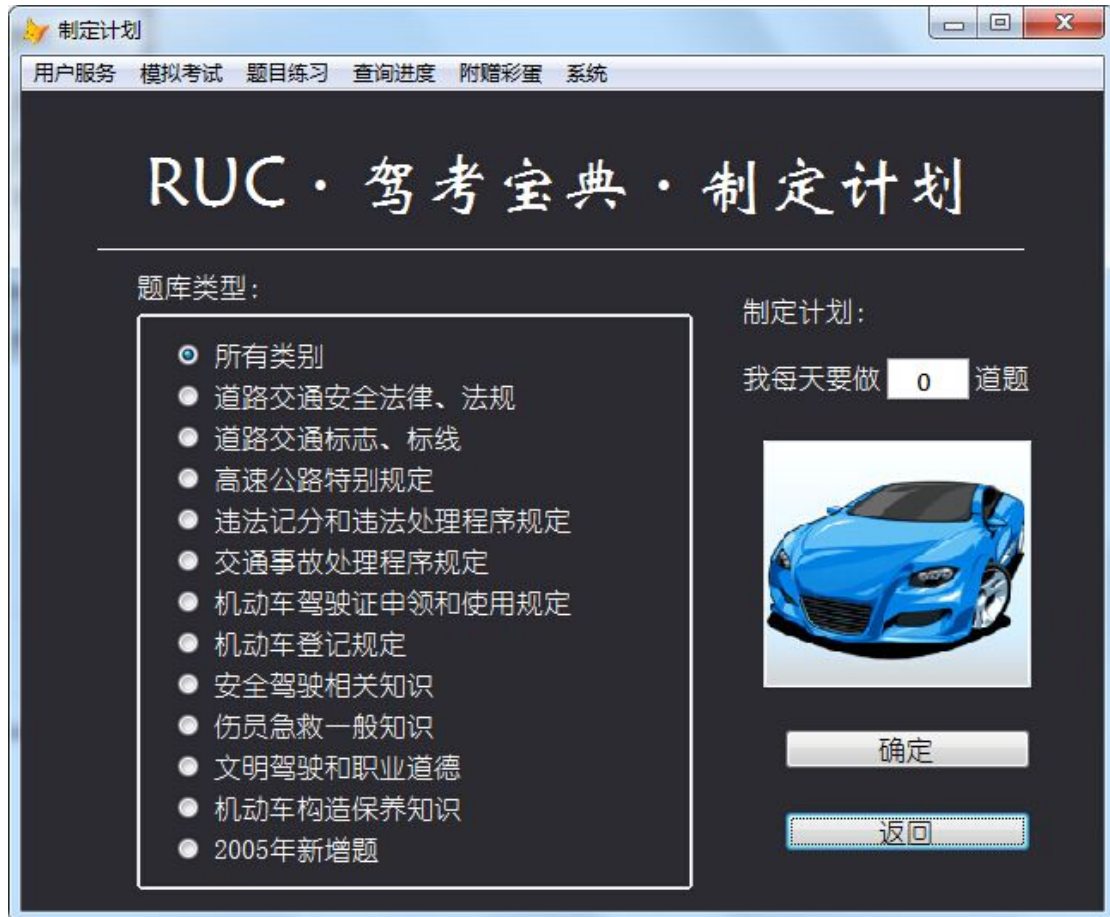 制定计划
用户服务 模拟考试 题目练习 查询进度 附赠彩蛋 系统
RUC·驾考宝典·制定计划
题库类型:
所有类别
道路交通安全法律、法规
道路交通标志、标线
高速公路特别规定
违法记分和违法处理程序规定
交通事故处理程序规定
机动车驾驶证申领和使用规定
机动车登记规定
安全驾驶相关知识
伤员急救一般知识
文明驾驶和职业道德
机动车构造保养知识
2005年新增题
制定计划:
我每天要做 0 道题
确定
返回